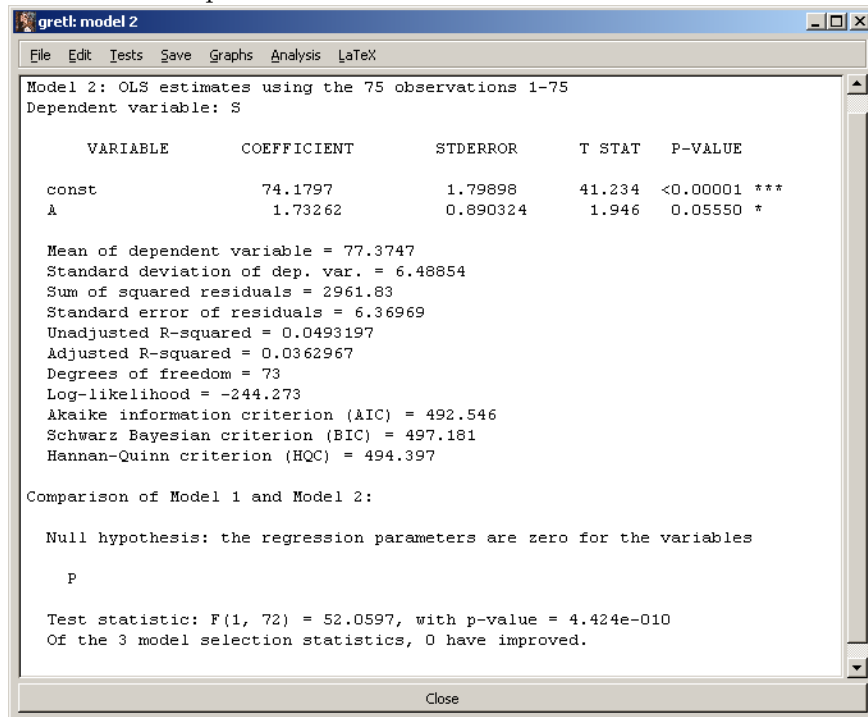 gretl: model 2
File Edit Tests Save Graphs Analysis LaTeX
Model 2: OLS estimates using the 75 observations 1-75
Dependent variable: S
VARIABLE COEFFICIENT STDERROR T STAT P-VALUE
const 74.1797 1.79898 41.234 <0.00001 ***
A 1.73262 0.890324 1.946 0.05550 *
Mean of dependent variable = 77.3747
Standard deviation of dep. var. = 6.48854
Sum of squared residuals = 2961.83
Standard error of residuals = 6.36969
Unadjusted R-squared = 0.0493197
Adjusted R-squared = 0.0362967
Degrees of freedom = 73
Log-likelihood = -244.273
Akaike information criterion (AIC) = 492.546
Schwarz Bayesian criterion (BIC) = 497.181
Hannan-Quinn criterion (HQC) = 494.397
Comparison of Model 1 and Model 2:
Null hypothesis: the regression parameters are zero for the variables
P
Test statistic: F(1, 72) = 52.0597, with p-value = 4.424e-010
Of the 3 model selection statistics, 0 have improved.
Close